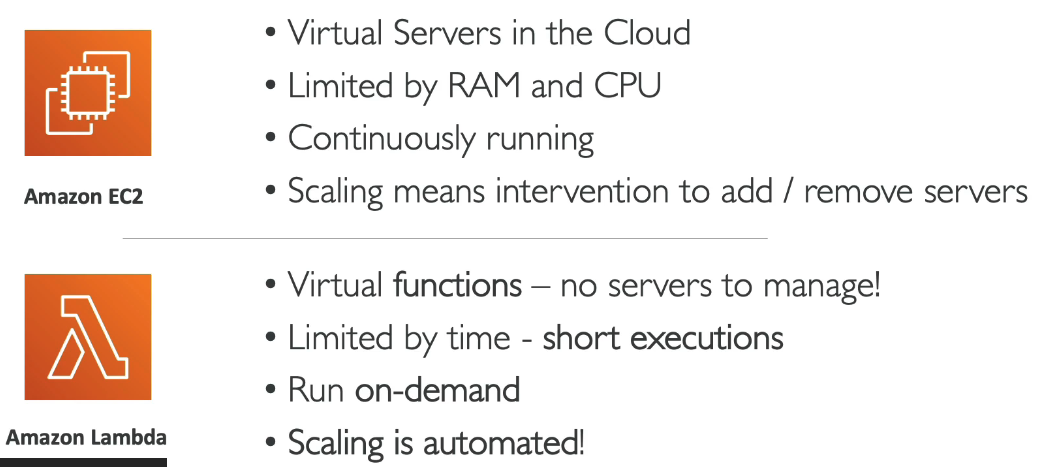 • Virtual Servers in the Cloud
• Limited by RAM and CPU
• Continuously running
• Scaling means intervention to add / remove servers
Amazon EC2
• Virtual functions – no servers to manage!
• Limited by time - short executions
• Run on-demand
• Scaling is automated!
Amazon Lambda